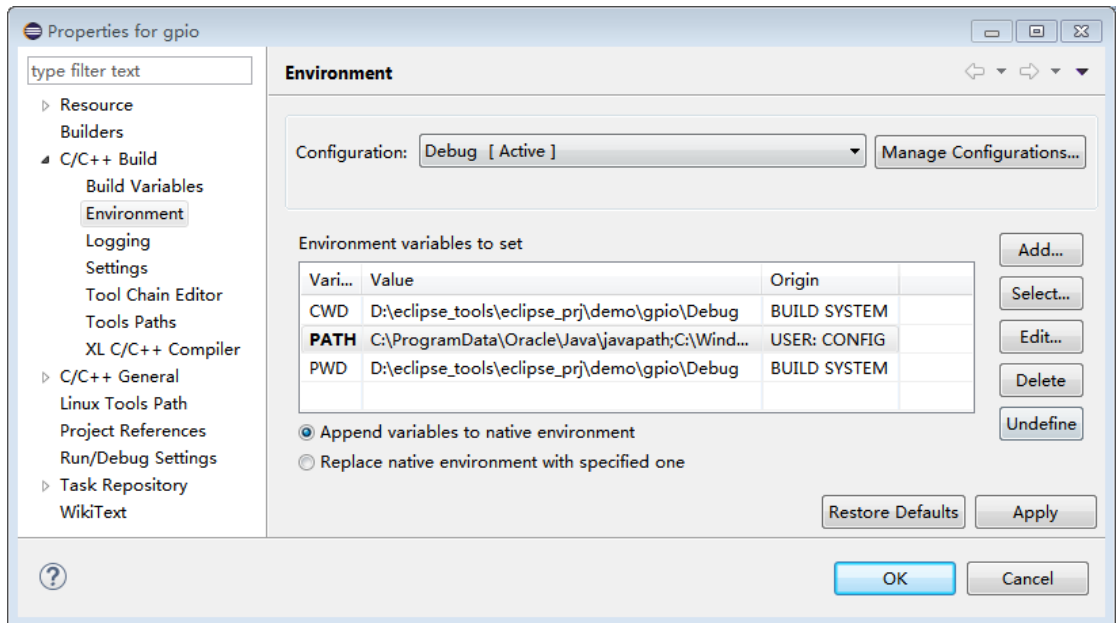 Properties for gpio
type filter text
Resource
Builders
C/C++ Build
Build Variables
Environment
Logging
Settings
Tool Chain Editor
Tools Paths
XL C/C++ Compiler
C/C++ General
Linux Tools Path
Project References
Run/Debug Settings
Task Repository
WikiText
Environment
Configuration: Debug [ Active ] Manage Configurations...
Environment variables to set
Vari... Value Origin
CWD D:\eclipse_tools\eclipse_prj\demo\gpio\Debug BUILD SYSTEM
PATH C:\ProgramData\Oracle\Java\javapath;C:\Wind... USER: CONFIG
PWD D:\eclipse_tools\eclipse_prj\demo\gpio\Debug BUILD SYSTEM
Add...
Select...
Edit...
Delete
Undefine
Append variables to native environment
Replace native environment with specified one
Restore Defaults Apply
? OK Cancel